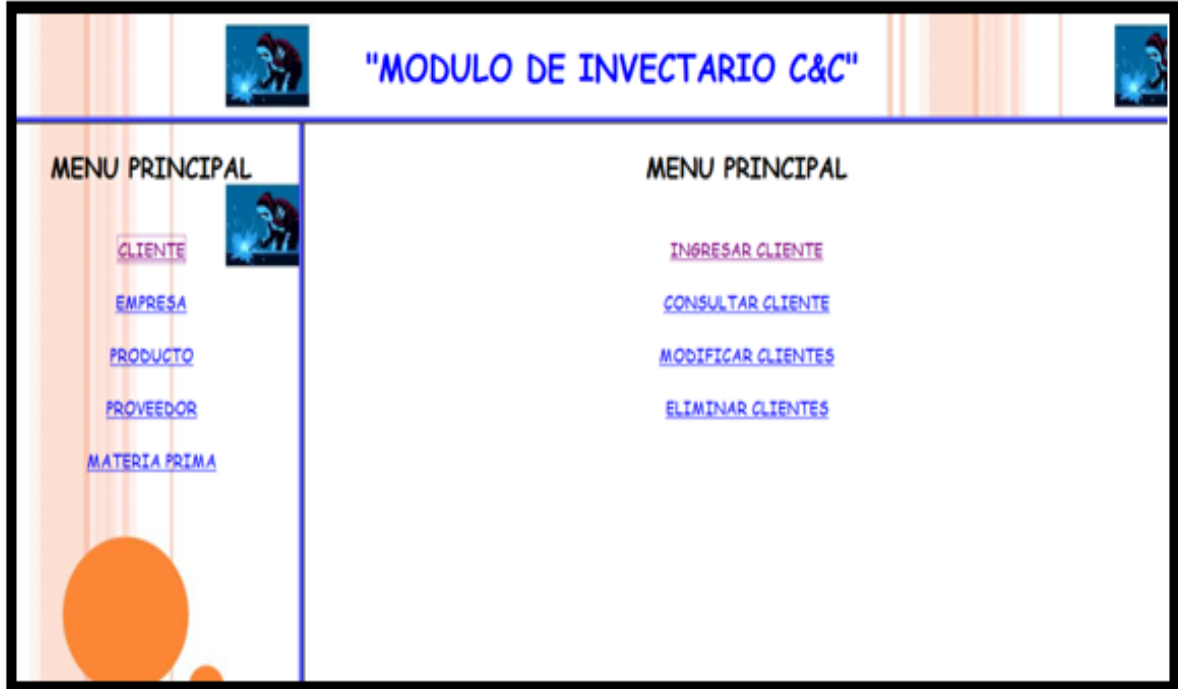 "MODULO DE INVECTARIO C&C"
MENU PRINCIPAL
CLIENTE
EMPRESA
PRODUCTO
PROVEEDOR
MATERIA PRIMA
MENU PRINCIPAL
INGRESAR CLIENTE
CONSULTAR CLIENTE
MODIFICAR CLIENTES
ELIMINAR CLIENTES